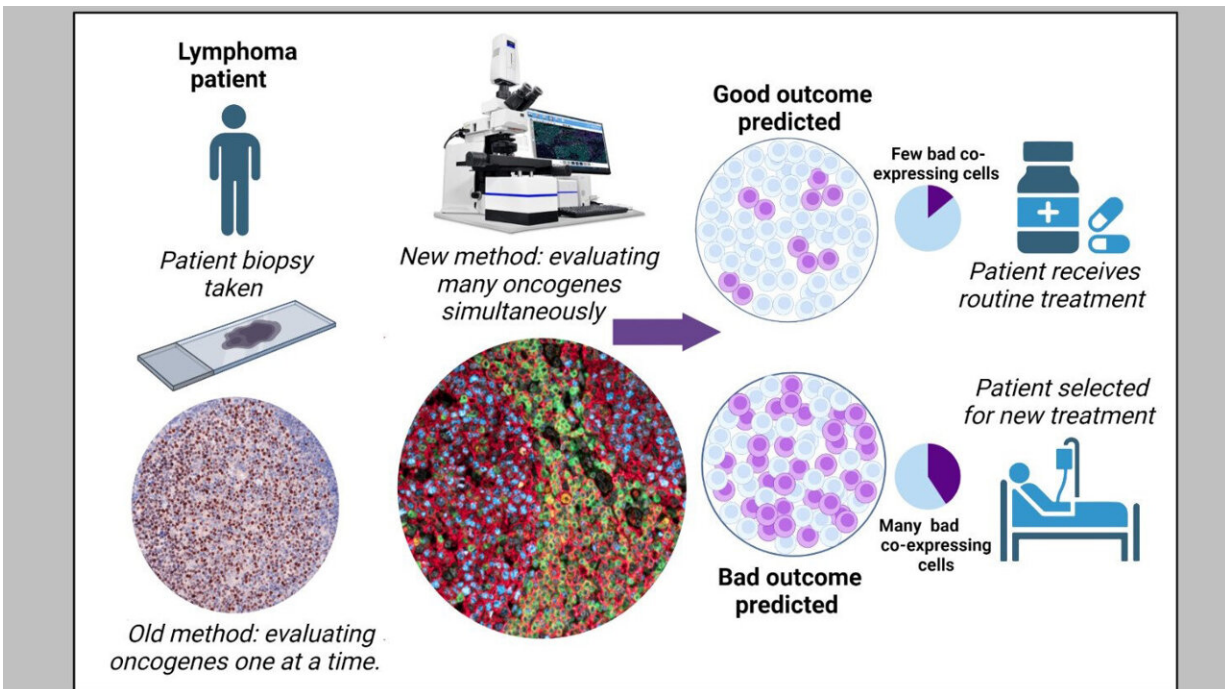 Lymphoma
patient
Patient biopsy
taken
Old method: evaluating
oncogenes one at a time.
New method: evaluating
many oncogenes
simultaneously
Good outcome
predicted
Few bad co-
expressing cells
Patient receives
routine treatment
Patient selected
for new treatment
Many bad
co-expressing
cells
Bad outcome
predicted